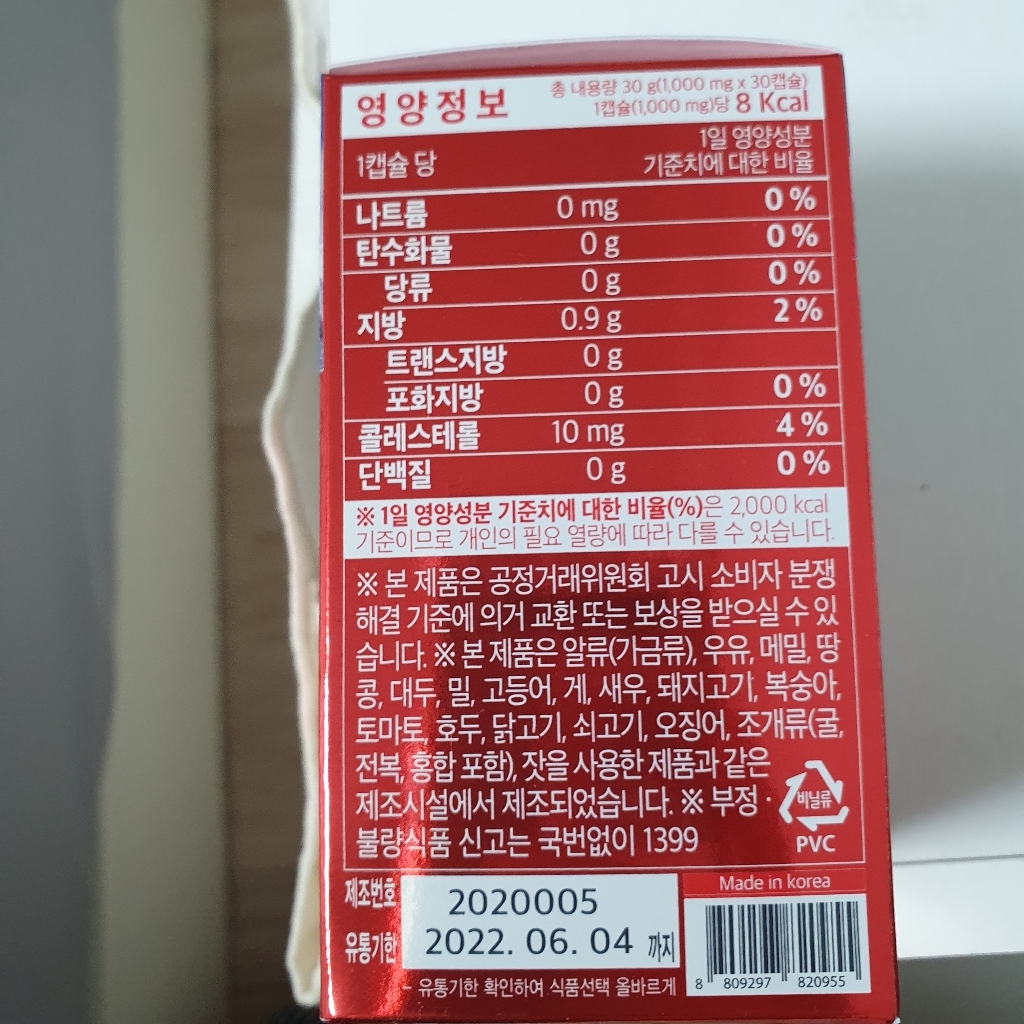 영양정보
총 내용량 30 g(1,000 mg x 30캡슐)
1캡슐(1,000 mg)당 8 Kcal
1캡슐 당
1일 영양성분
기준치에 대한 비율
나트륨 0 mg 0 %
탄수화물 0 g 0 %
당류 0 g 0 %
지방 0.9 g 2 %
트랜스지방 0 g
포화지방 0 g 0 %
콜레스테롤 10 mg 4 %
단백질 0 g 0 %
※ 1일 영양성분 기준치에 대한 비율(%)은 2,000 kcal
기준이므로 개인의 필요 열량에 따라 다를 수 있습니다.
※ 본 제품은 공정거래위원회 고시 소비자 분쟁
해결 기준에 의거 교환 또는 보상을 받으실 수 있
습니다. ※ 본 제품은 알류(가금류), 우유, 메밀, 땅
콩, 대두, 밀, 고등어, 게, 새우, 돼지고기, 복숭아,
토마토, 호두, 닭고기, 쇠고기, 오징어, 조개류(굴,
전복, 홍합 포함), 잣을 사용한 제품과 같은
제조시설에서 제조되었습니다. ※ 부정 ·
불량식품 신고는 국번없이 1399
비닐류
PVC
제조번호 2020005
유통기한 2022. 06. 04 까지
- 유통기한 확인하여 식품선택 올바르게
Made in korea
8 809297 820955